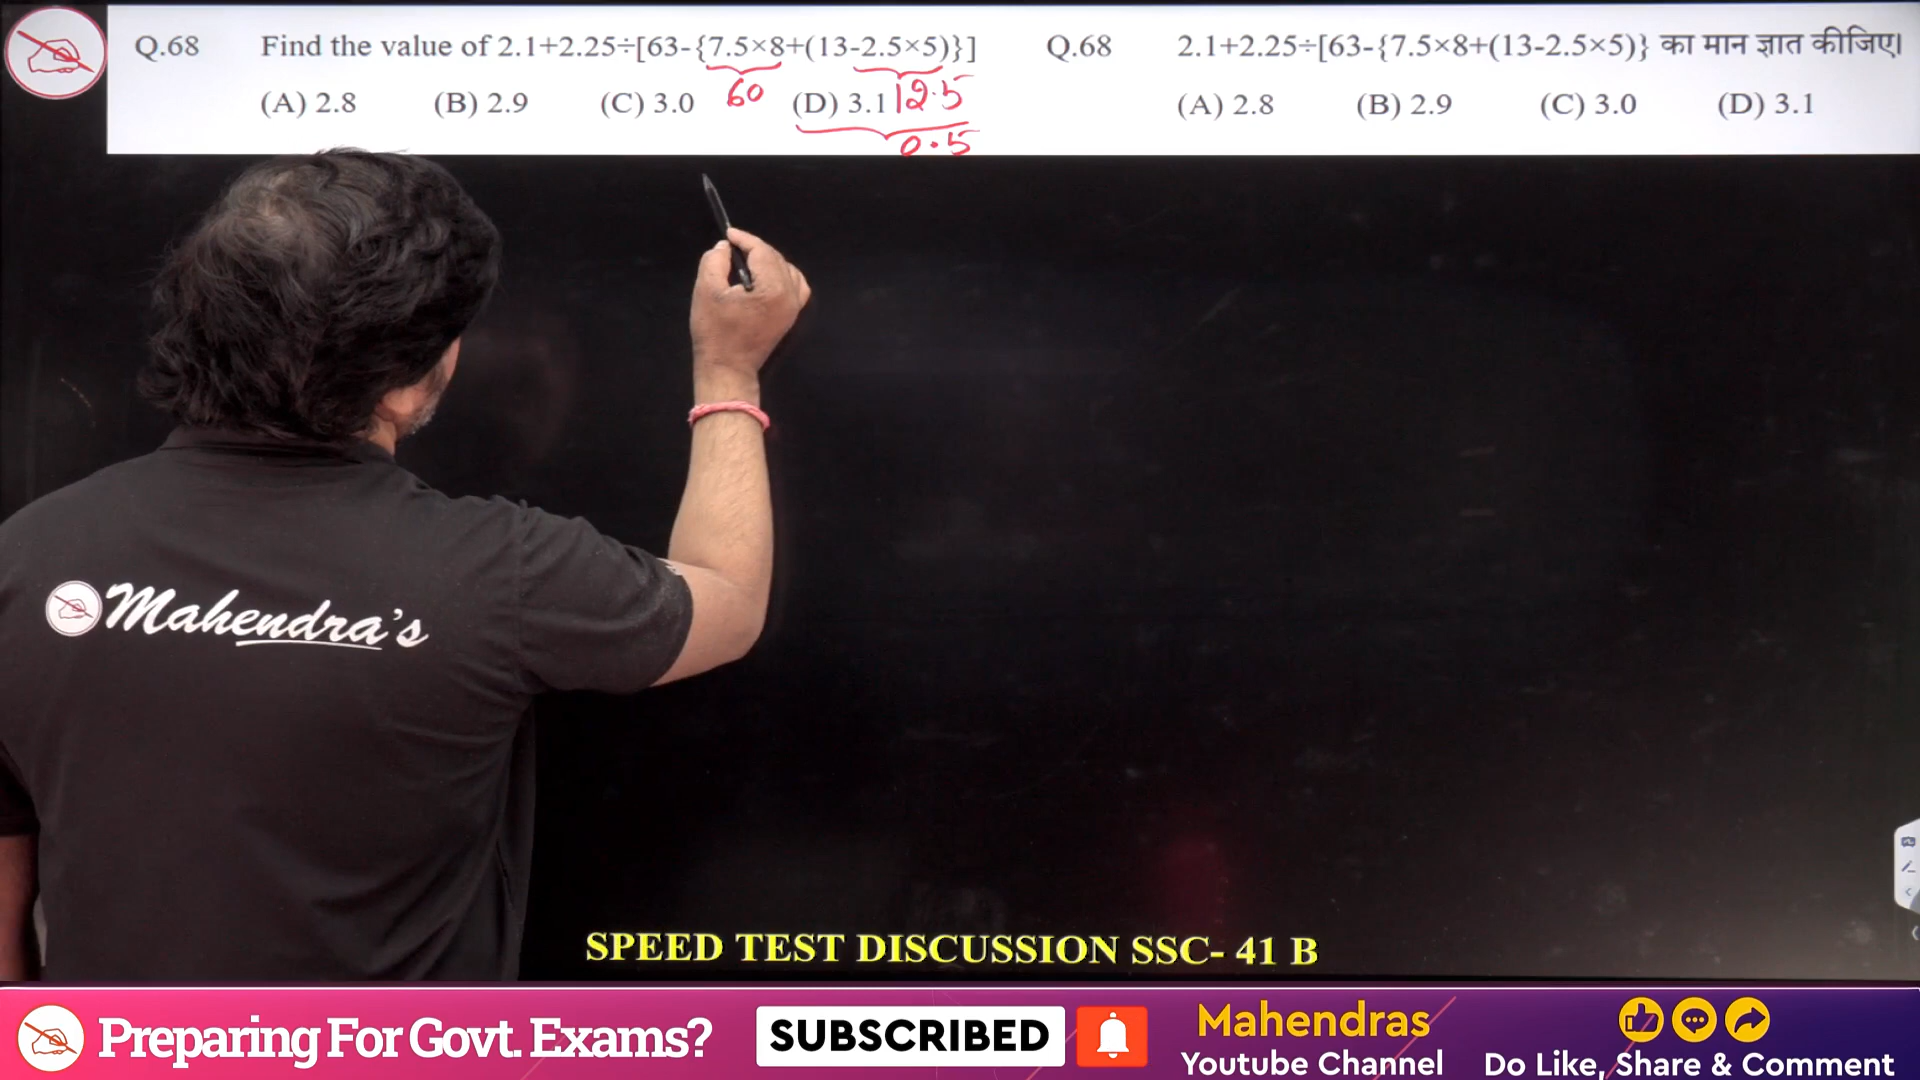 Q.68 Find the value of 2.1+2.25÷[63-{7.5×8+(13-2.5×5)}]
(A) 2.8 (B) 2.9 (C) 3.0 (D) 3.1
60 12.5
0.5
Q.68 2.1+2.25÷[63-{7.5×8+(13-2.5×5)} का मान ज्ञात कीजिए।
(A) 2.8 (B) 2.9 (C) 3.0 (D) 3.1
Mahendra's
SPEED TEST DISCUSSION SSC- 41 B
Preparing For Govt. Exams?
SUBSCRIBED
Mahendras
Youtube Channel
Do Like, Share & Comment